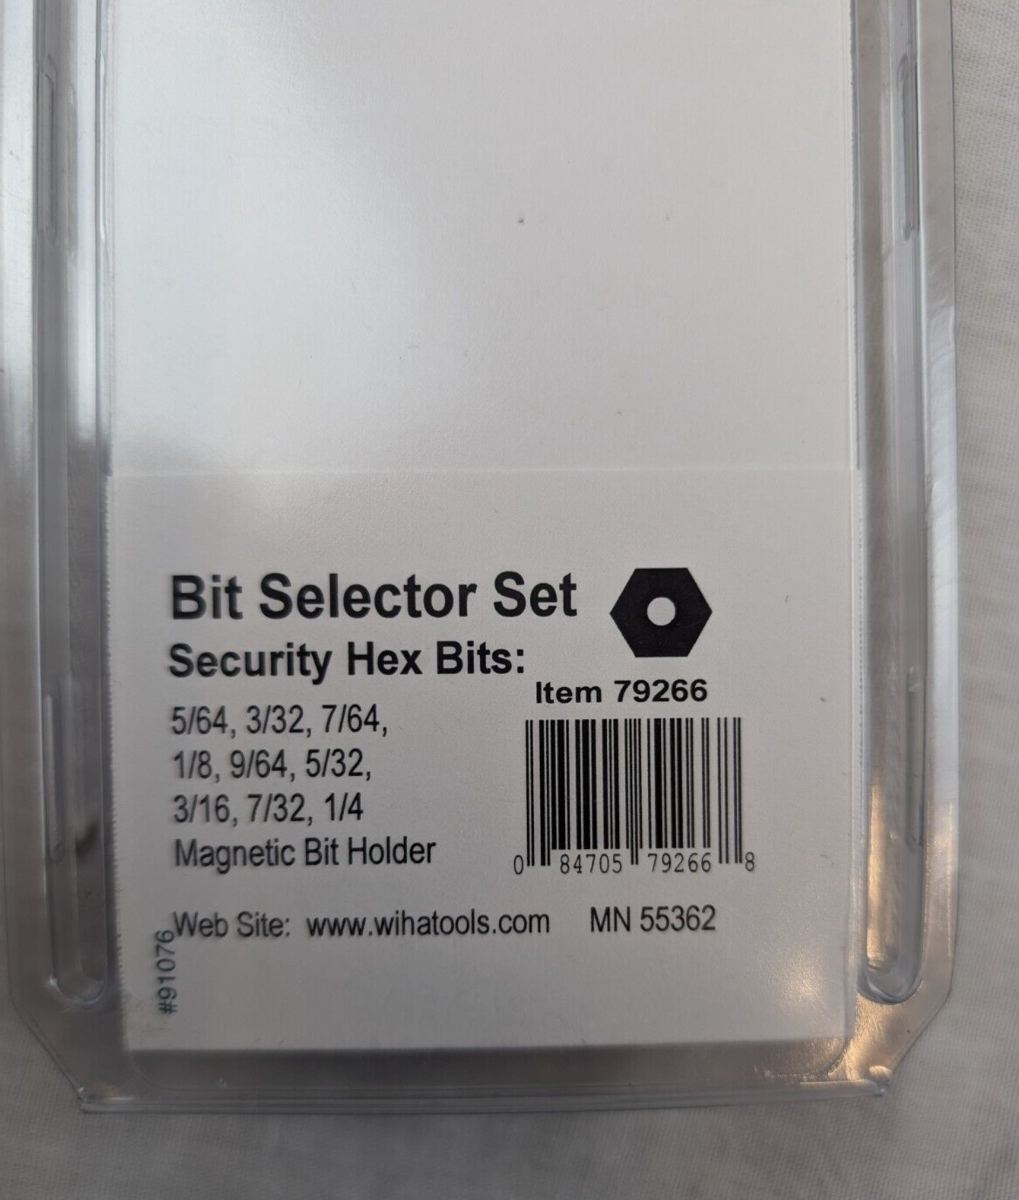 Bit Selector Set
Security Hex Bits:
Item 79266
5/64, 3/32, 7/64,
1/8, 9/64, 5/32,
3/16, 7/32, 1/4
Magnetic Bit Holder
0 84705 79266 8
Web Site: www.wihatools.com MN 55362
#91076